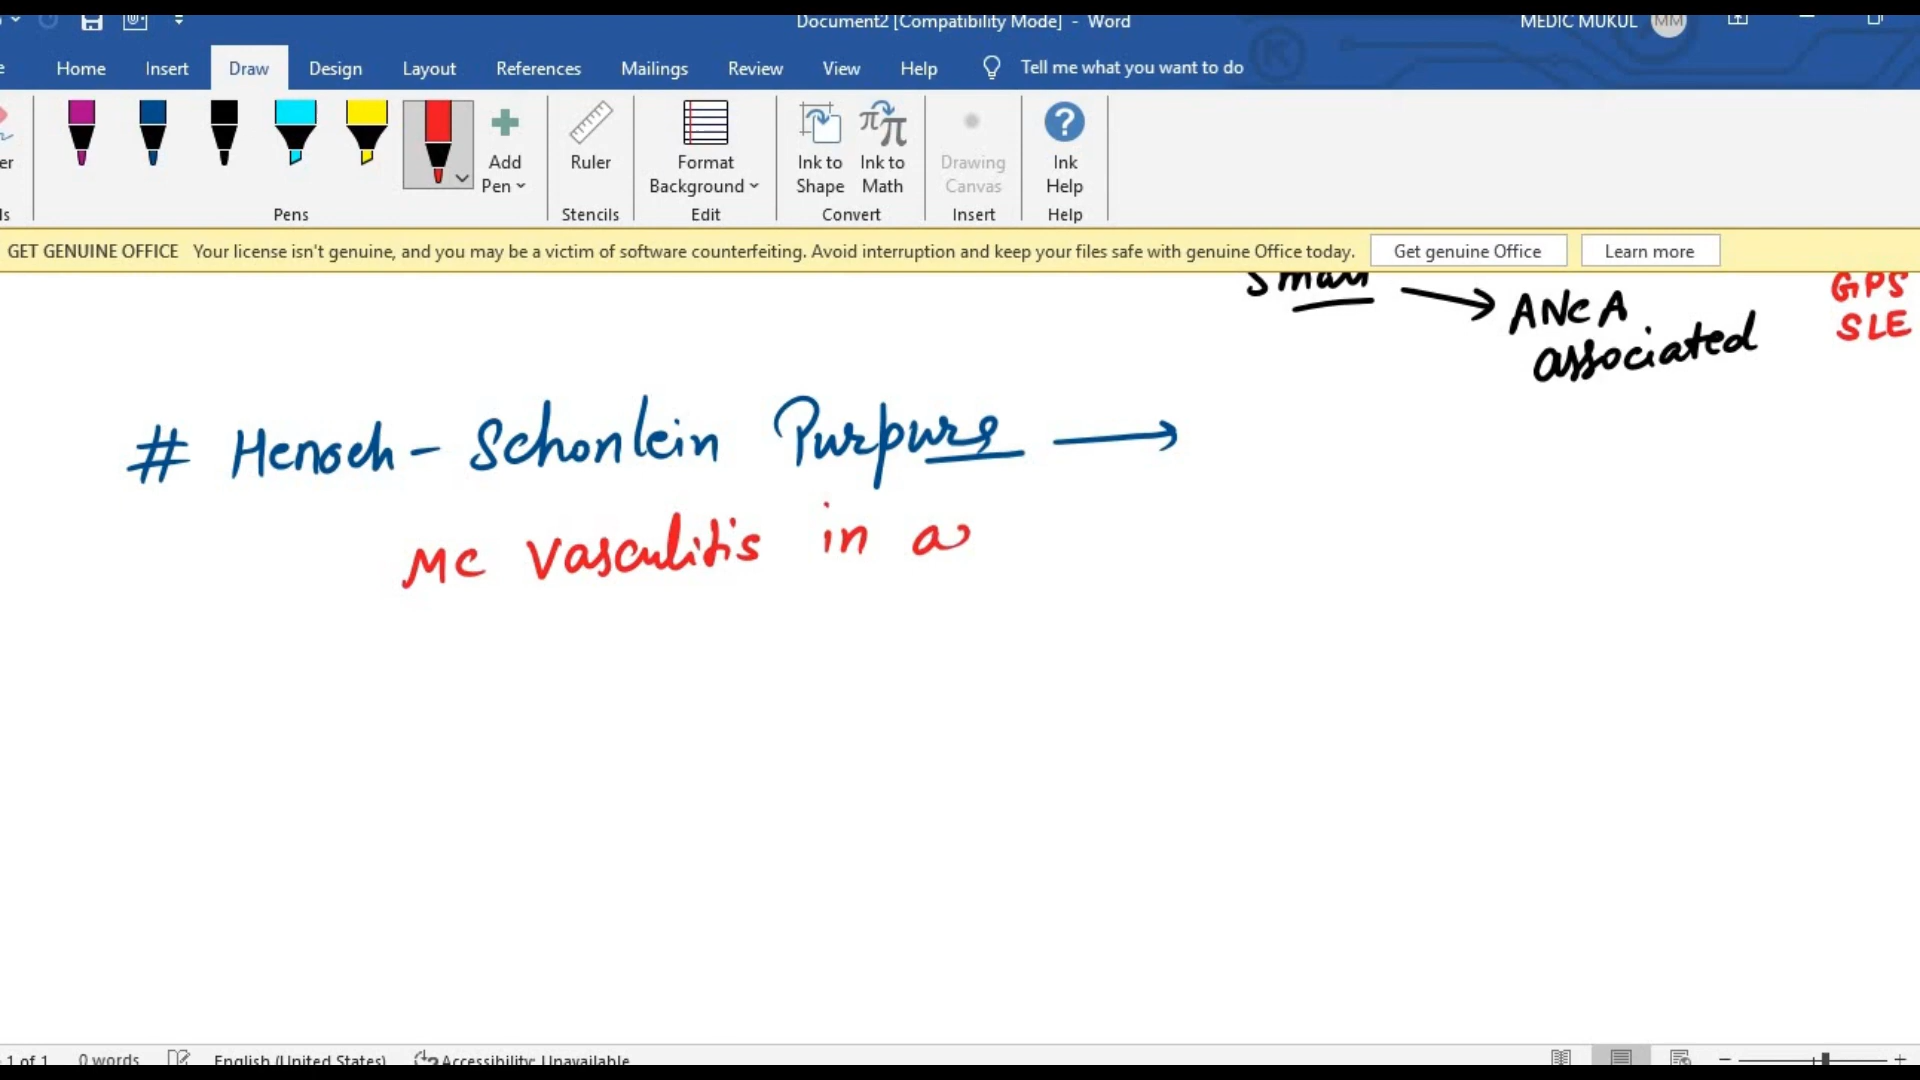 Document2 [Compatibility Mode] - Word
MEDIC MUKUL MM
Home Insert Draw Design Layout References Mailings Review View Help Tell me what you want to do
Add Pen
Ruler
Format Background
Ink to Shape
Ink to Math
Drawing Canvas
Ink Help
Pens Stencils Edit Convert Insert Help
GET GENUINE OFFICE Your license isn't genuine, and you may be a victim of software counterfeiting. Avoid interruption and keep your files safe with genuine Office today. Get genuine Office Learn more
Small → ANCA associated
GPS
SLE
# Henoch - Schonlein Purpura →
MC Vasculitis in a
1 of 1 0 words English (United States) Accessibility: Unavailable